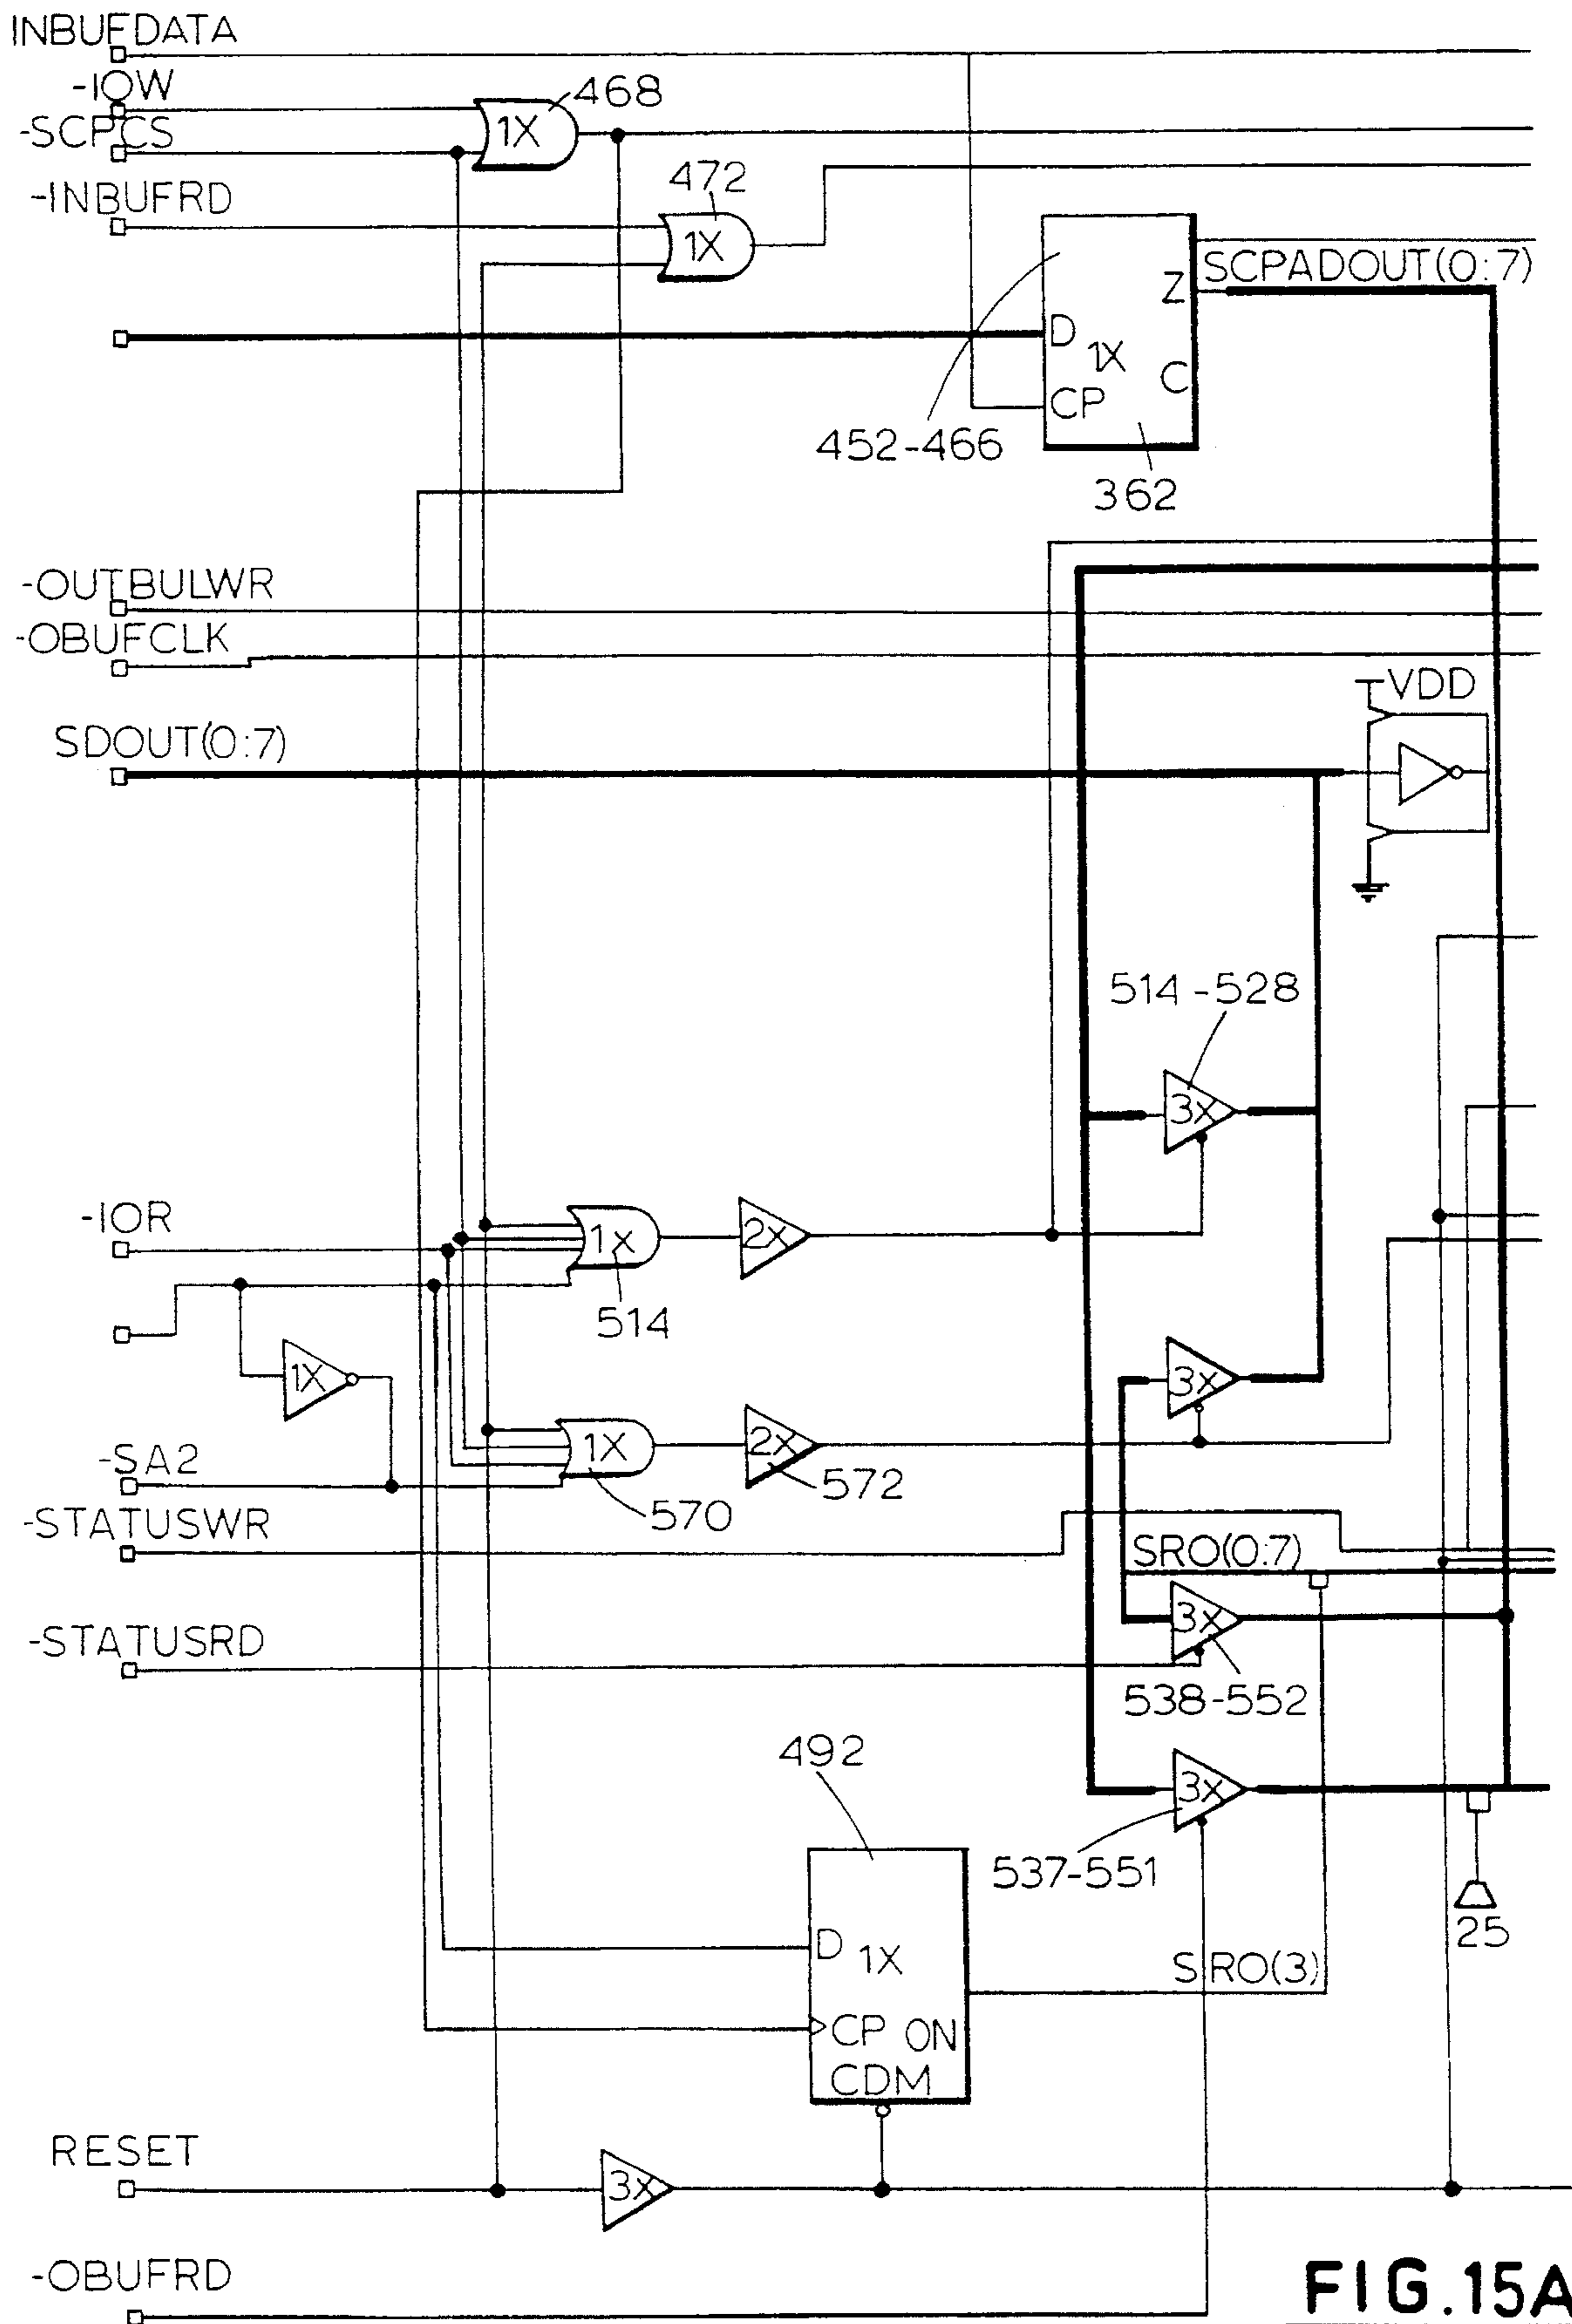 INBUFDATA
-IOW
468
-SCPCS
1X
472
-INBUFRD
1X
SCPADOUT(0:7)
Z
D
1X
C
CP
452-466
362
-OUTBULWR
-OBUFCLK
VDD
SDOUT(0:7)
514-528
3X
-IOR
1X
2X
514
1X
3X
1X
2X
-SA2
572
570
-STATUSWR
SRO(0:7)
3X
-STATUSRD
538-552
492
3X
537-551
25
D
1X
SIRO(3)
CP ON
CDM
RESET
3X
-OBUFRD
FIG.15A